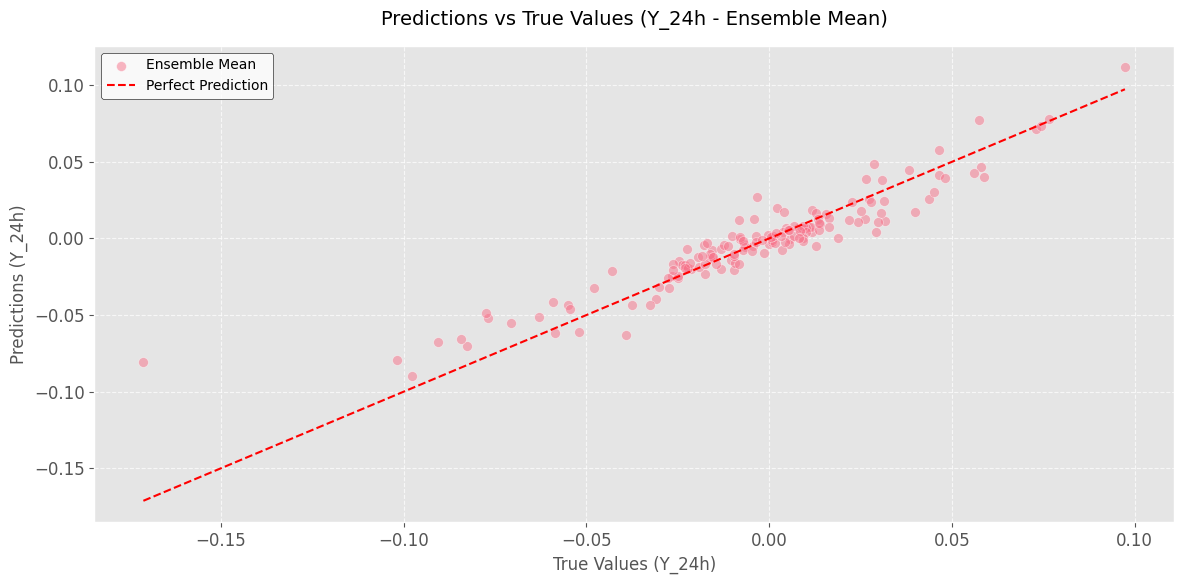 Predictions vs True Values (Y_24h - Ensemble Mean)
Ensemble Mean
Perfect Prediction
Predictions (Y_24h)
0.10
0.05
0.00
−0.05
−0.10
−0.15
−0.15
−0.10
−0.05
0.00
0.05
0.10
True Values (Y_24h)